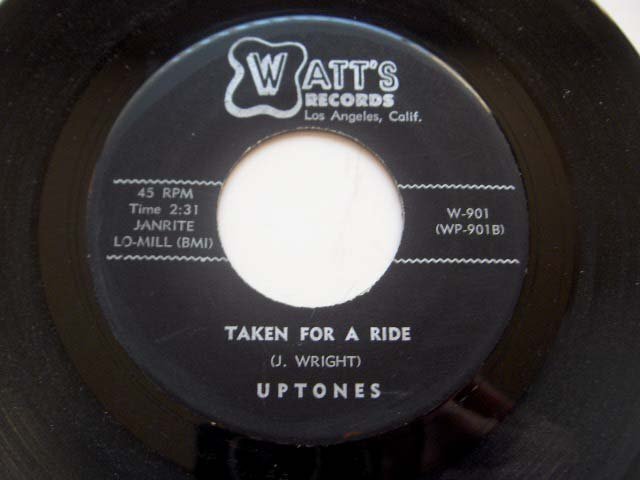 WATT'S
RECORDS
Los Angeles, Calif.
45 RPM
Time 2:31
JANRITE
LO-MILL (BMI)
W-901
(WP-901B)
TAKEN FOR A RIDE
(J. WRIGHT)
UPTONES